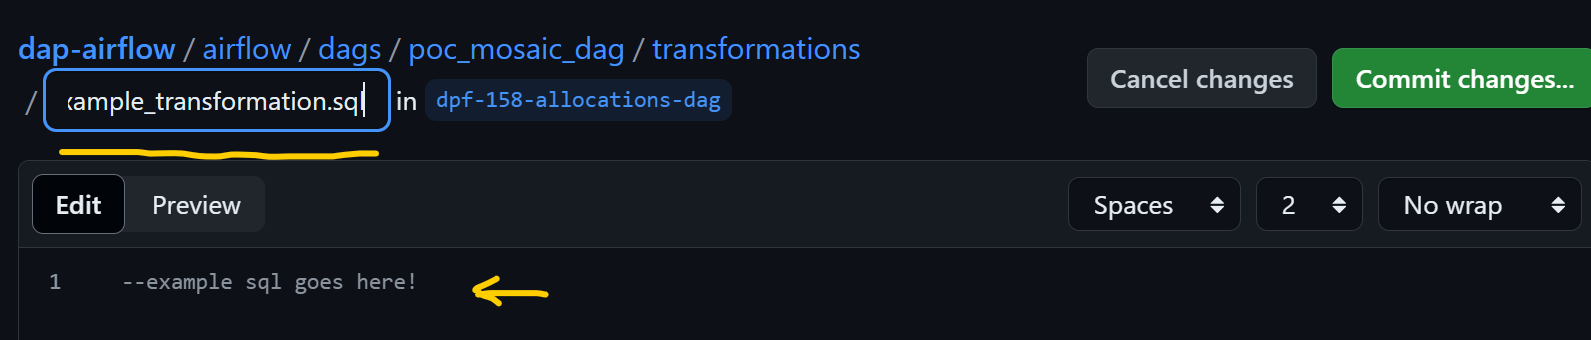 dap-airflow / airflow / dags / poc_mosaic_dag / transformations
/ xample_transformation.sql in dpf-158-allocations-dag
Cancel changes
Commit changes...
Edit
Preview
Spaces
2
No wrap
1 --example sql goes here!